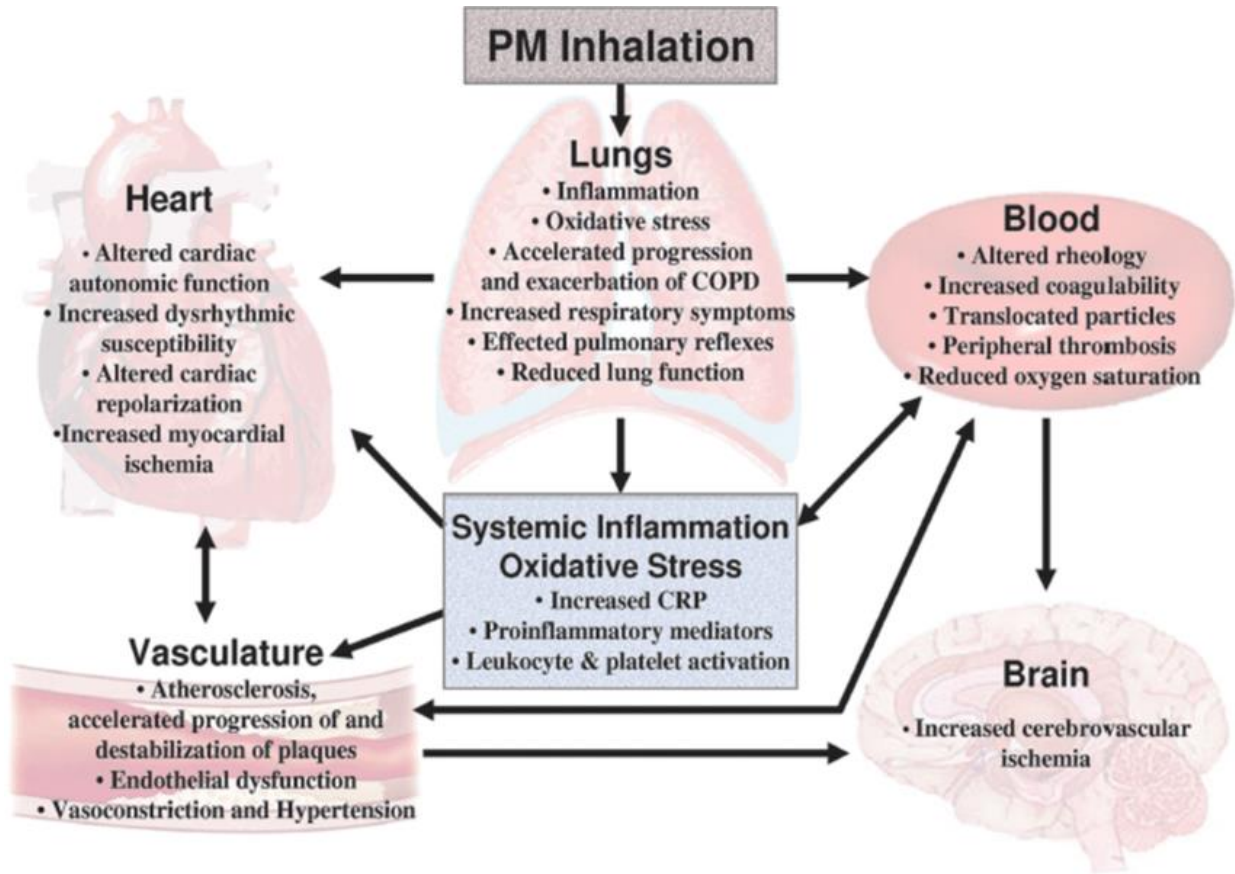 PM Inhalation
Lungs
• Inflammation
• Oxidative stress
• Accelerated progression
and exacerbation of COPD
• Increased respiratory symptoms
• Effected pulmonary reflexes
• Reduced lung function
Heart
• Altered cardiac
autonomic function
• Increased dysrhythmic
susceptibility
• Altered cardiac
repolarization
•Increased myocardial
ischemia
Blood
• Altered rheology
• Increased coagulability
• Translocated particles
• Peripheral thrombosis
• Reduced oxygen saturation
Systemic Inflammation
Oxidative Stress
• Increased CRP
• Proinflammatory mediators
• Leukocyte & platelet activation
Vasculature
• Atherosclerosis,
accelerated progression of and
destabilization of plaques
• Endothelial dysfunction
• Vasoconstriction and Hypertension
Brain
• Increased cerebrovascular
ischemia